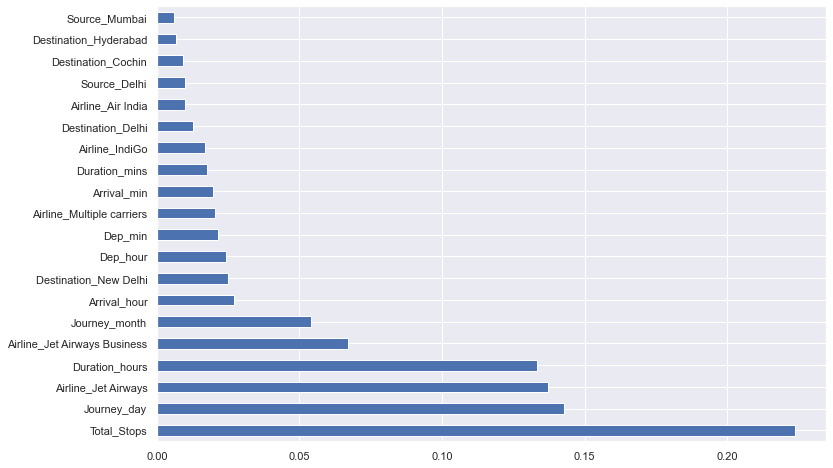 Source_Mumbai
Destination_Hyderabad
Destination_Cochin
Source_Delhi
Airline_Air India
Destination_Delhi
Airline_IndiGo
Duration_mins
Arrival_min
Airline_Multiple carriers
Dep_min
Dep_hour
Destination_New Delhi
Arrival_hour
Journey_month
Airline_Jet Airways Business
Duration_hours
Airline_Jet Airways
Journey_day
Total_Stops
0.00 0.05 0.10 0.15 0.20